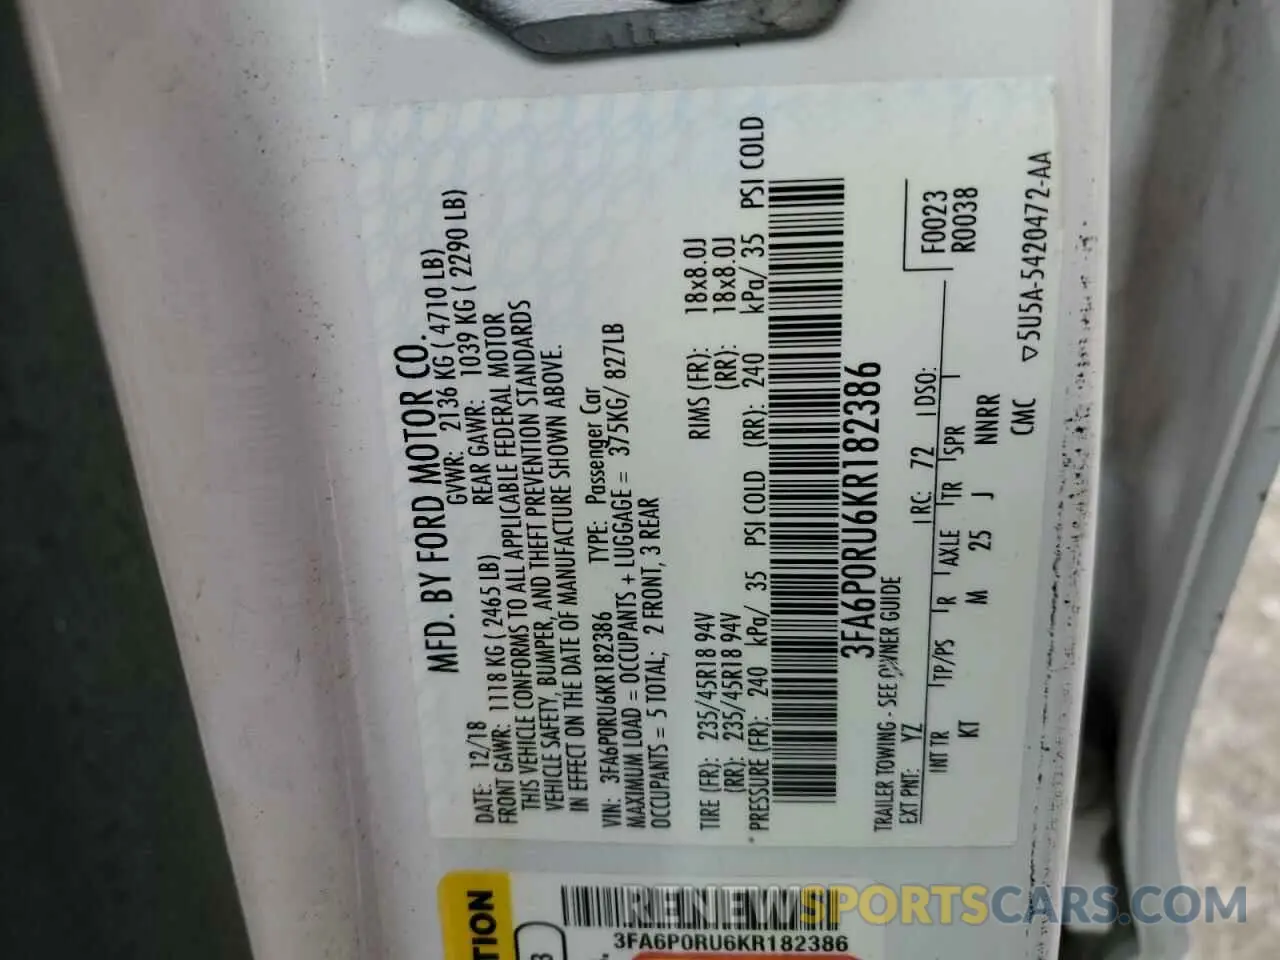 MFD. BY FORD MOTOR CO.
DATE: 12/18 GVWR: 2136 KG ( 4710 LB)
FRONT GAWR: 1118 KG ( 2465 LB) REAR GAWR: 1039 KG ( 2290 LB)
THIS VEHICLE CONFORMS TO ALL APPLICABLE FEDERAL MOTOR
VEHICLE SAFETY, BUMPER, AND THEFT PREVENTION STANDARDS
IN EFFECT ON THE DATE OF MANUFACTURE SHOWN ABOVE.
VIN: 3FA6P0RU6KR182386 TYPE: Passenger Car
MAXIMUM LOAD = OCCUPANTS + LUGGAGE = 375KG/ 827LB
OCCUPANTS = 5 TOTAL; 2 FRONT, 3 REAR
TIRE (FR): 235/45R18 94V RIMS (FR): 18x8.0J
(RR): 235/45R18 94V (RR): 18x8.0J
PRESSURE (FR): 240 kPa/ 35 PSI COLD (RR): 240 kPa/ 35 PSI COLD
3FA6P0RU6KR182386
TRAILER TOWING - SEE OWNER GUIDE
EXT PNT: YZ RC: 72 DSO:
F0023
R0038
INT TR TP/PS R AXLE TR SPR
KT M 25 J NNRR
CMC
▽5U5A-5420472-AA
TION
3FA6P0RU6KR182386
RENEWSPORTSCARS.COM